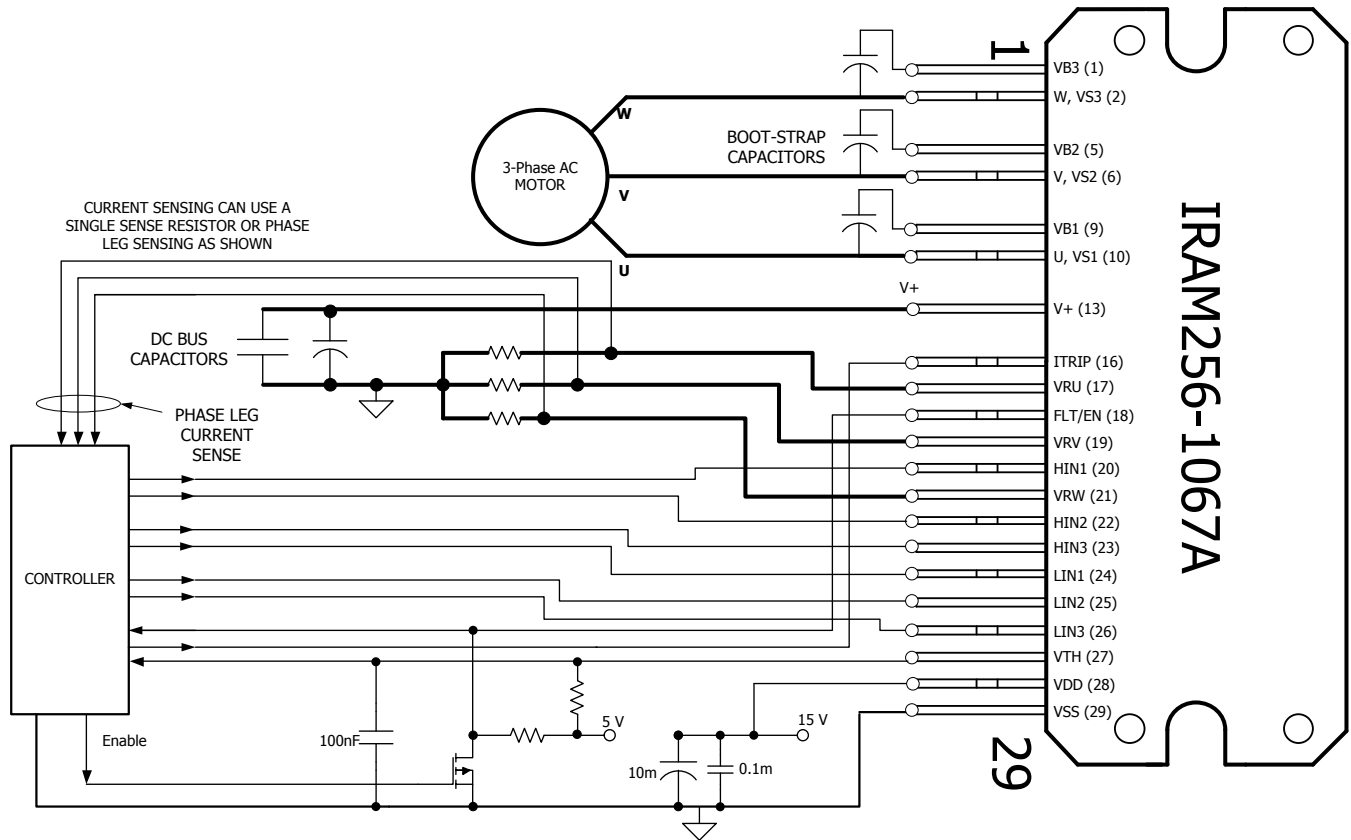 1
VB3 (1)
W, VS3 (2)
W
BOOT-STRAP
CAPACITORS
VB2 (5)
V, VS2 (6)
3-Phase AC
MOTOR
V
CURRENT SENSING CAN USE A
SINGLE SENSE RESISTOR OR PHASE
LEG SENSING AS SHOWN
VB1 (9)
U, VS1 (10)
U
V+
V+ (13)
DC BUS
CAPACITORS
ITRIP (16)
VRU (17)
PHASE LEG
CURRENT
SENSE
FLT/EN (18)
VRV (19)
HIN1 (20)
VRW (21)
HIN2 (22)
HIN3 (23)
CONTROLLER
LIN1 (24)
LIN2 (25)
LIN3 (26)
VTH (27)
VDD (28)
VSS (29)
Enable
100nF
5 V
15 V
10m
0.1m
29
IRAM256-1067A